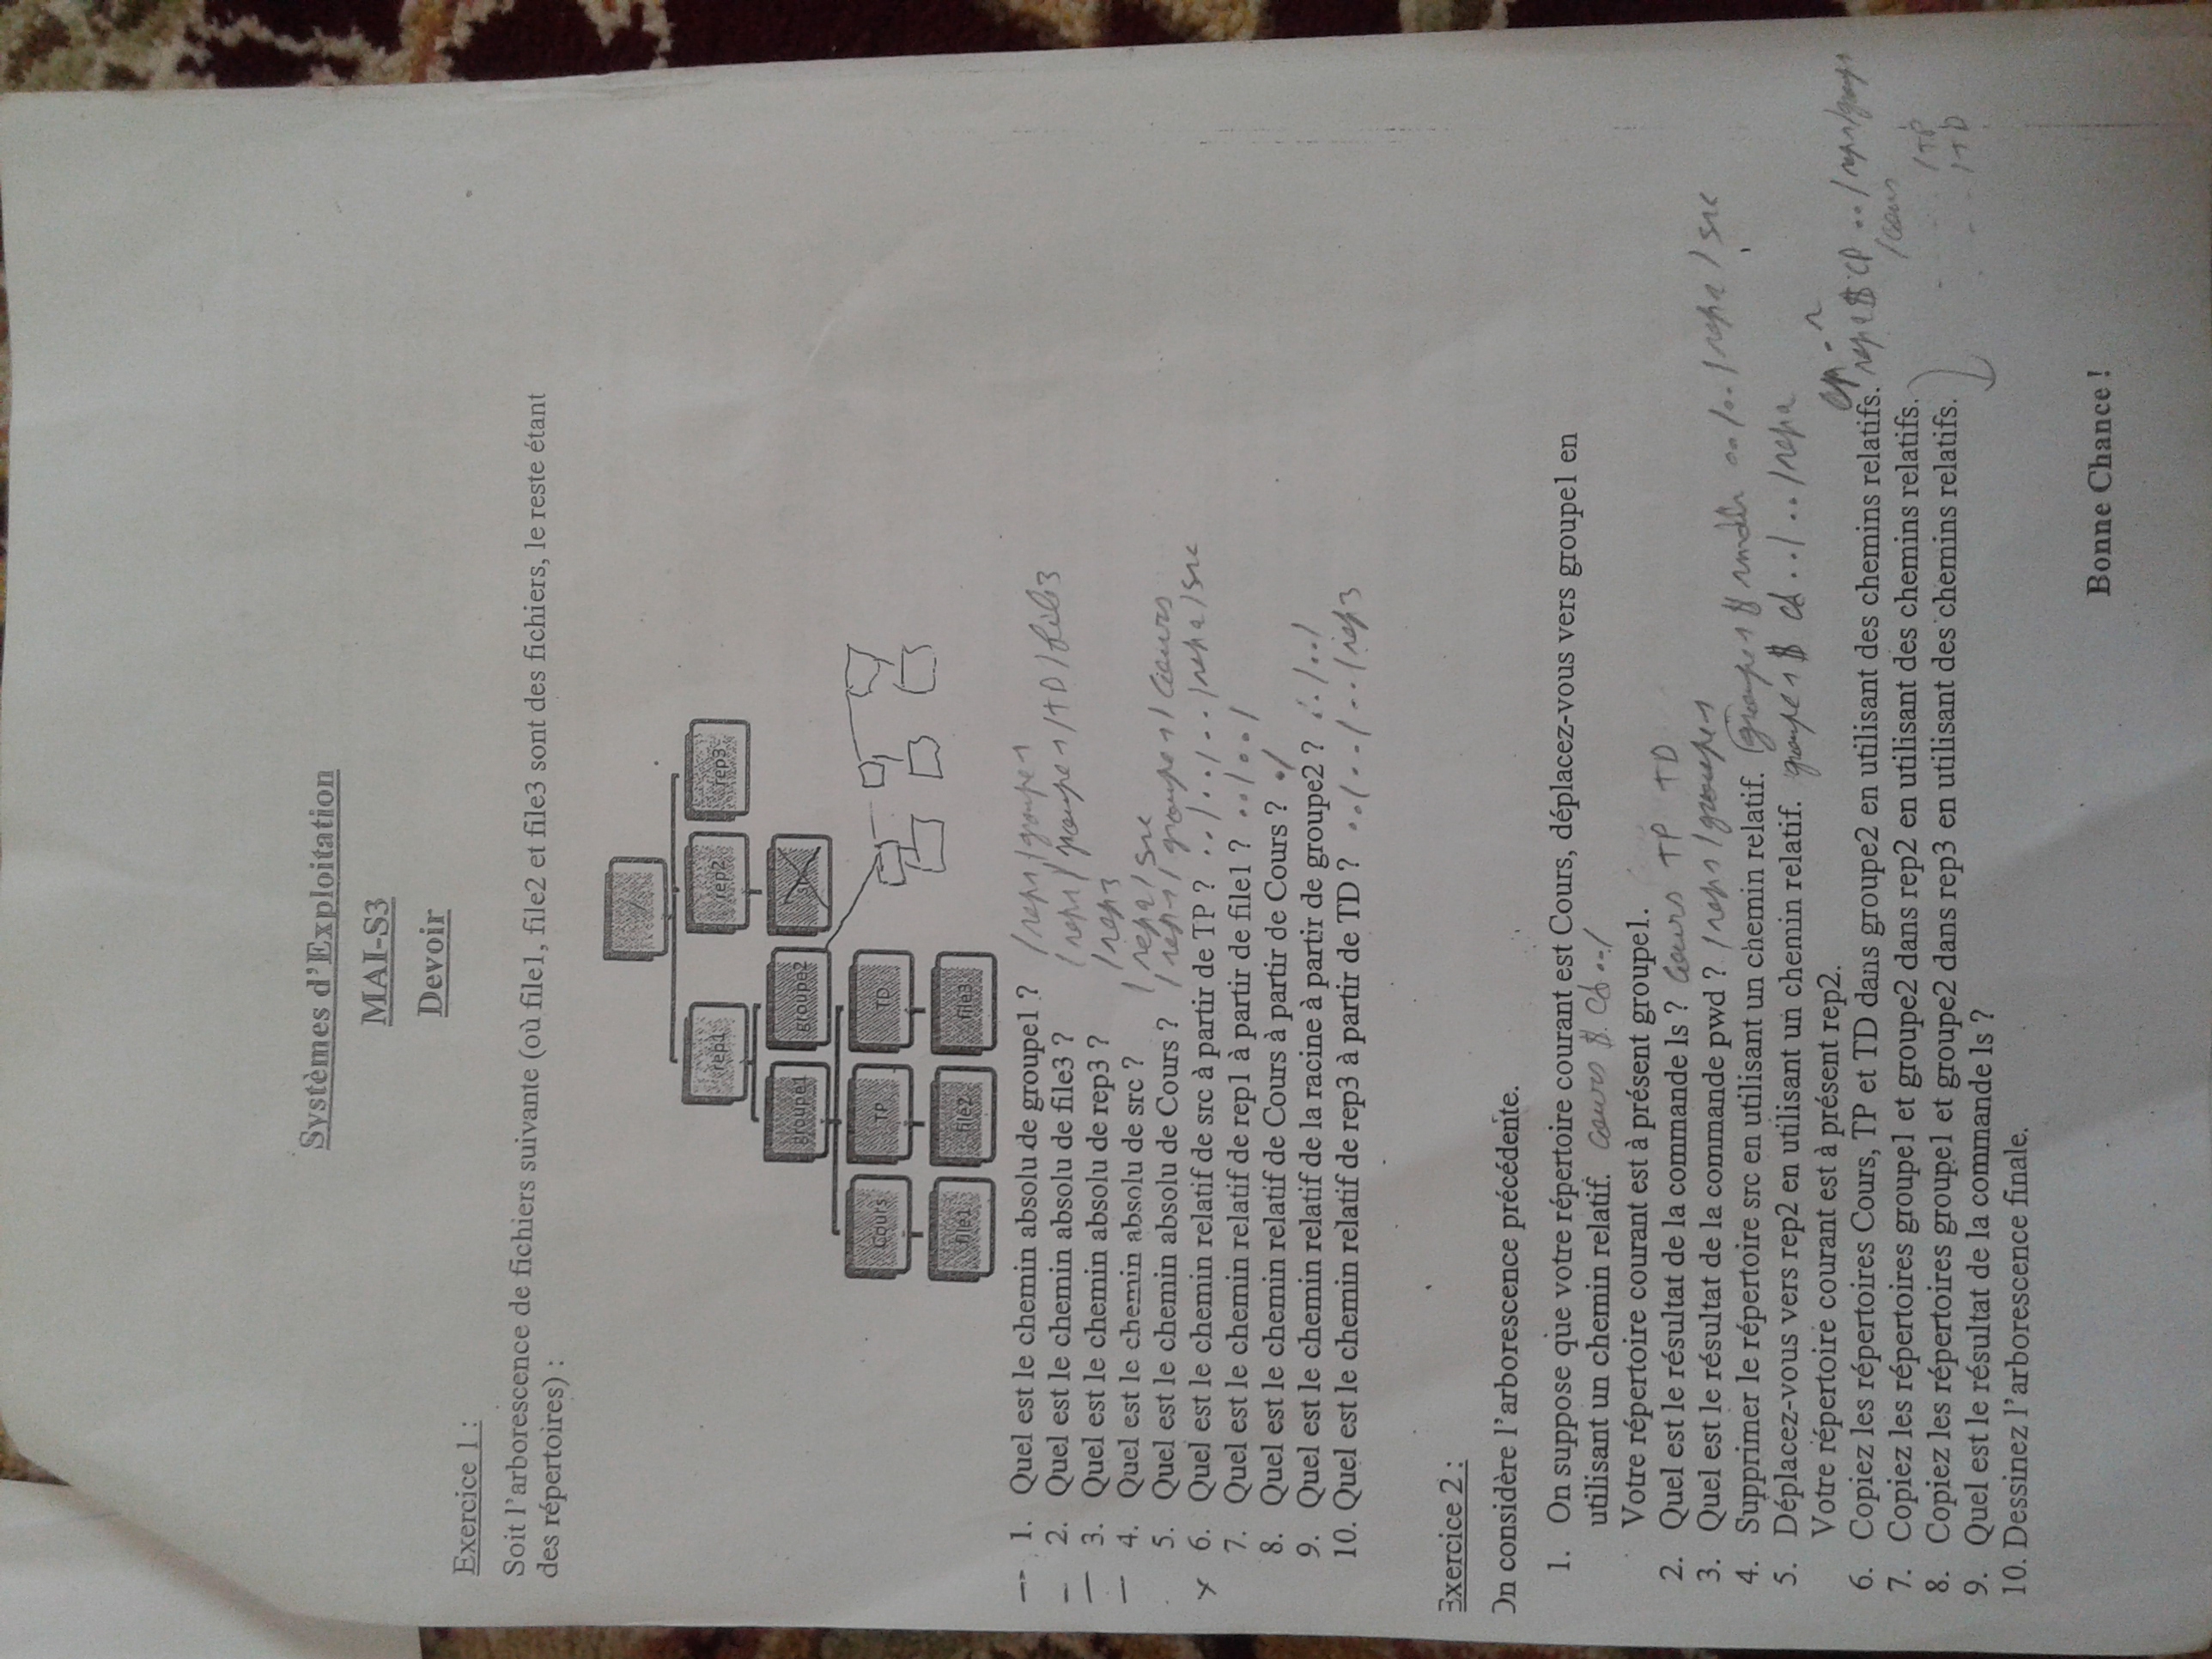 Systèmes d'Exploitation
MAI-S3
Devoir
Exercice 1 :
Soit l'arborescence de fichiers suivante (où file1, file2 et file3 sont des fichiers, le reste étant
des répertoires) :
/
rep1 rep2 rep3
groupe1 groupe2 src
Cours TP TD
file1 file2 file3
1. Quel est le chemin absolu de groupe1 ? /rep1/groupe1
2. Quel est le chemin absolu de file3 ? /rep1/groupe1/TD/file3
3. Quel est le chemin absolu de rep3 ? /rep3
4. Quel est le chemin absolu de src ? /rep2/src
5. Quel est le chemin absolu de Cours ? /rep1/groupe1/Cours
6. Quel est le chemin relatif de src à partir de TP ? ../../../rep2/src
7. Quel est le chemin relatif de rep1 à partir de file1 ? ../../
8. Quel est le chemin relatif de Cours à partir de Cours ? ./
9. Quel est le chemin relatif de la racine à partir de groupe2 ? ../../
10. Quel est le chemin relatif de rep3 à partir de TD ? ../../../rep3
Exercice 2 :
On considère l'arborescence précédente.
1. On suppose que votre répertoire courant est Cours, déplacez-vous vers groupe1 en
utilisant un chemin relatif. Cours $ cd ../
Votre répertoire courant est à présent groupe1.
2. Quel est le résultat de la commande ls ? Cours TP TD
3. Quel est le résultat de la commande pwd ? /rep1/groupe1
4. Supprimer le répertoire src en utilisant un chemin relatif. groupe1 $ rmdir ../../rep2/src
5. Déplacez-vous vers rep2 en utilisant un chemin relatif. groupe1 $ cd ../../rep2
Votre répertoire courant est à présent rep2.
cp -r
6. Copiez les répertoires Cours, TP et TD dans groupe2 en utilisant des chemins relatifs. rep2 $ cp ../rep1/groupe1
/cours
7. Copiez les répertoires groupe1 et groupe2 dans rep2 en utilisant des chemins relatifs.
/TP
8. Copiez les répertoires groupe1 et groupe2 dans rep3 en utilisant des chemins relatifs.
/TD
9. Quel est le résultat de la commande ls ?
10. Dessinez l'arborescence finale.
Bonne Chance !